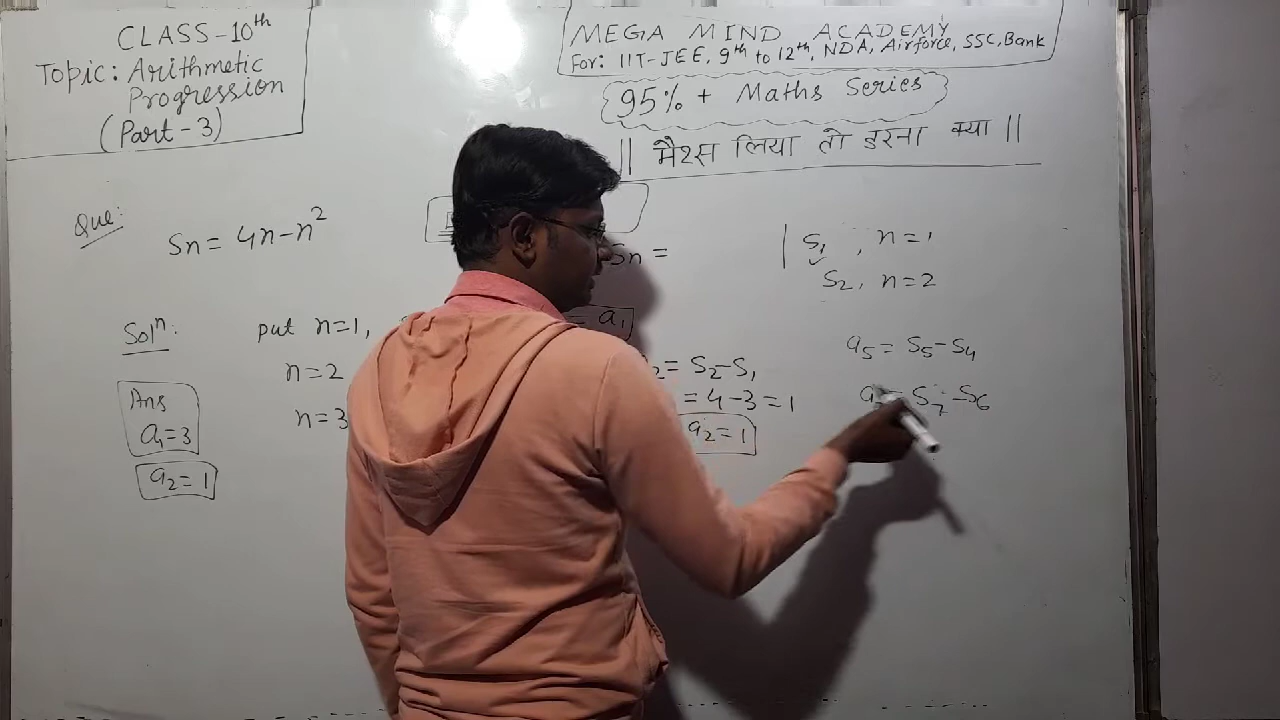 CLASS-10th
Topic: Arithmetic
Progression
(Part-3)
MEGA MIND ACADEMY
For: IIT-JEE, 9th to 12th, NDA, Airforce, SSC, Bank
95% + Maths Series
|| मैथ्स लिया तो डरना क्या ||
Que:
Sn = 4n-n²
Sn =
S₁, n=1
S₂, n=2
Solⁿ:
put n=1,
= a₁
n=2
= S₂-S₁
n=3
= 4-3=1
a₂=1
Ans
a₁=3
a₂=1
a₅= S₅-S₄
S₇-S₆